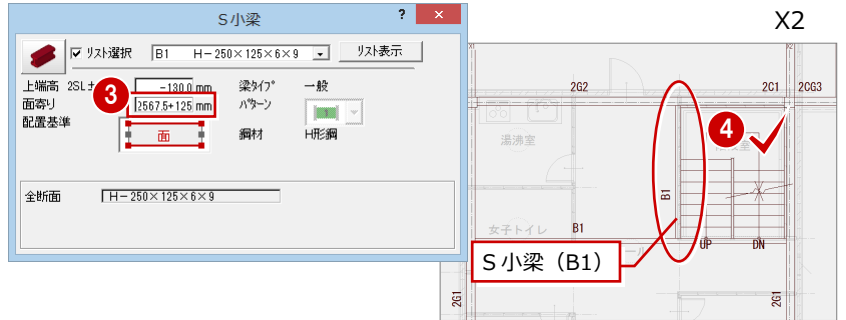 S小梁
?
×
リスト選択
B1 H－250×125×6×9
リスト表示
上端高 2SL±
-130.0 mm
梁タイプ 一般
面寄り
3
2567.5+125 mm
パターン
配置基準
面
鋼材 H形鋼
全断面 H－250×125×6×9
X2
2G2
2C1
2CG3
湯沸室
4
B1
女子トイレ
B1
S小梁（B1）
UP
DN
2G1
2G1